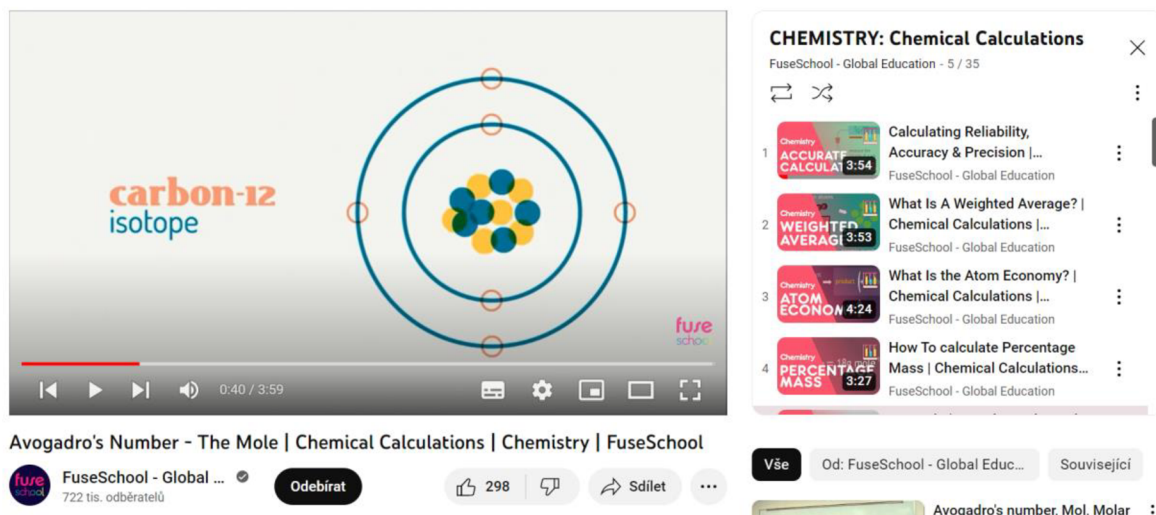 carbon-12
isotope
fuse
school
0:40 / 3:59
Avogadro's Number - The Mole | Chemical Calculations | Chemistry | FuseSchool
fuse
school
FuseSchool - Global ...
722 tis. odběratelů
Odebírat
298
Sdílet
CHEMISTRY: Chemical Calculations
FuseSchool - Global Education - 5 / 35
1
Chemistry
ACCURATE
CALCULAT
3:54
Calculating Reliability,
Accuracy & Precision |...
FuseSchool - Global Education
2
Chemistry
WEIGHTED
AVERAGE
3:53
What Is A Weighted Average? |
Chemical Calculations |...
FuseSchool - Global Education
3
Chemistry
ATOM
ECONOM
4:24
What Is the Atom Economy? |
Chemical Calculations |...
FuseSchool - Global Education
4
Chemistry
PERCENTAGE
MASS
3:27
How To calculate Percentage
Mass | Chemical Calculations...
FuseSchool - Global Education
Vše
Od: FuseSchool - Global Educ...
Související
Avogadro's number, Mol, Molar